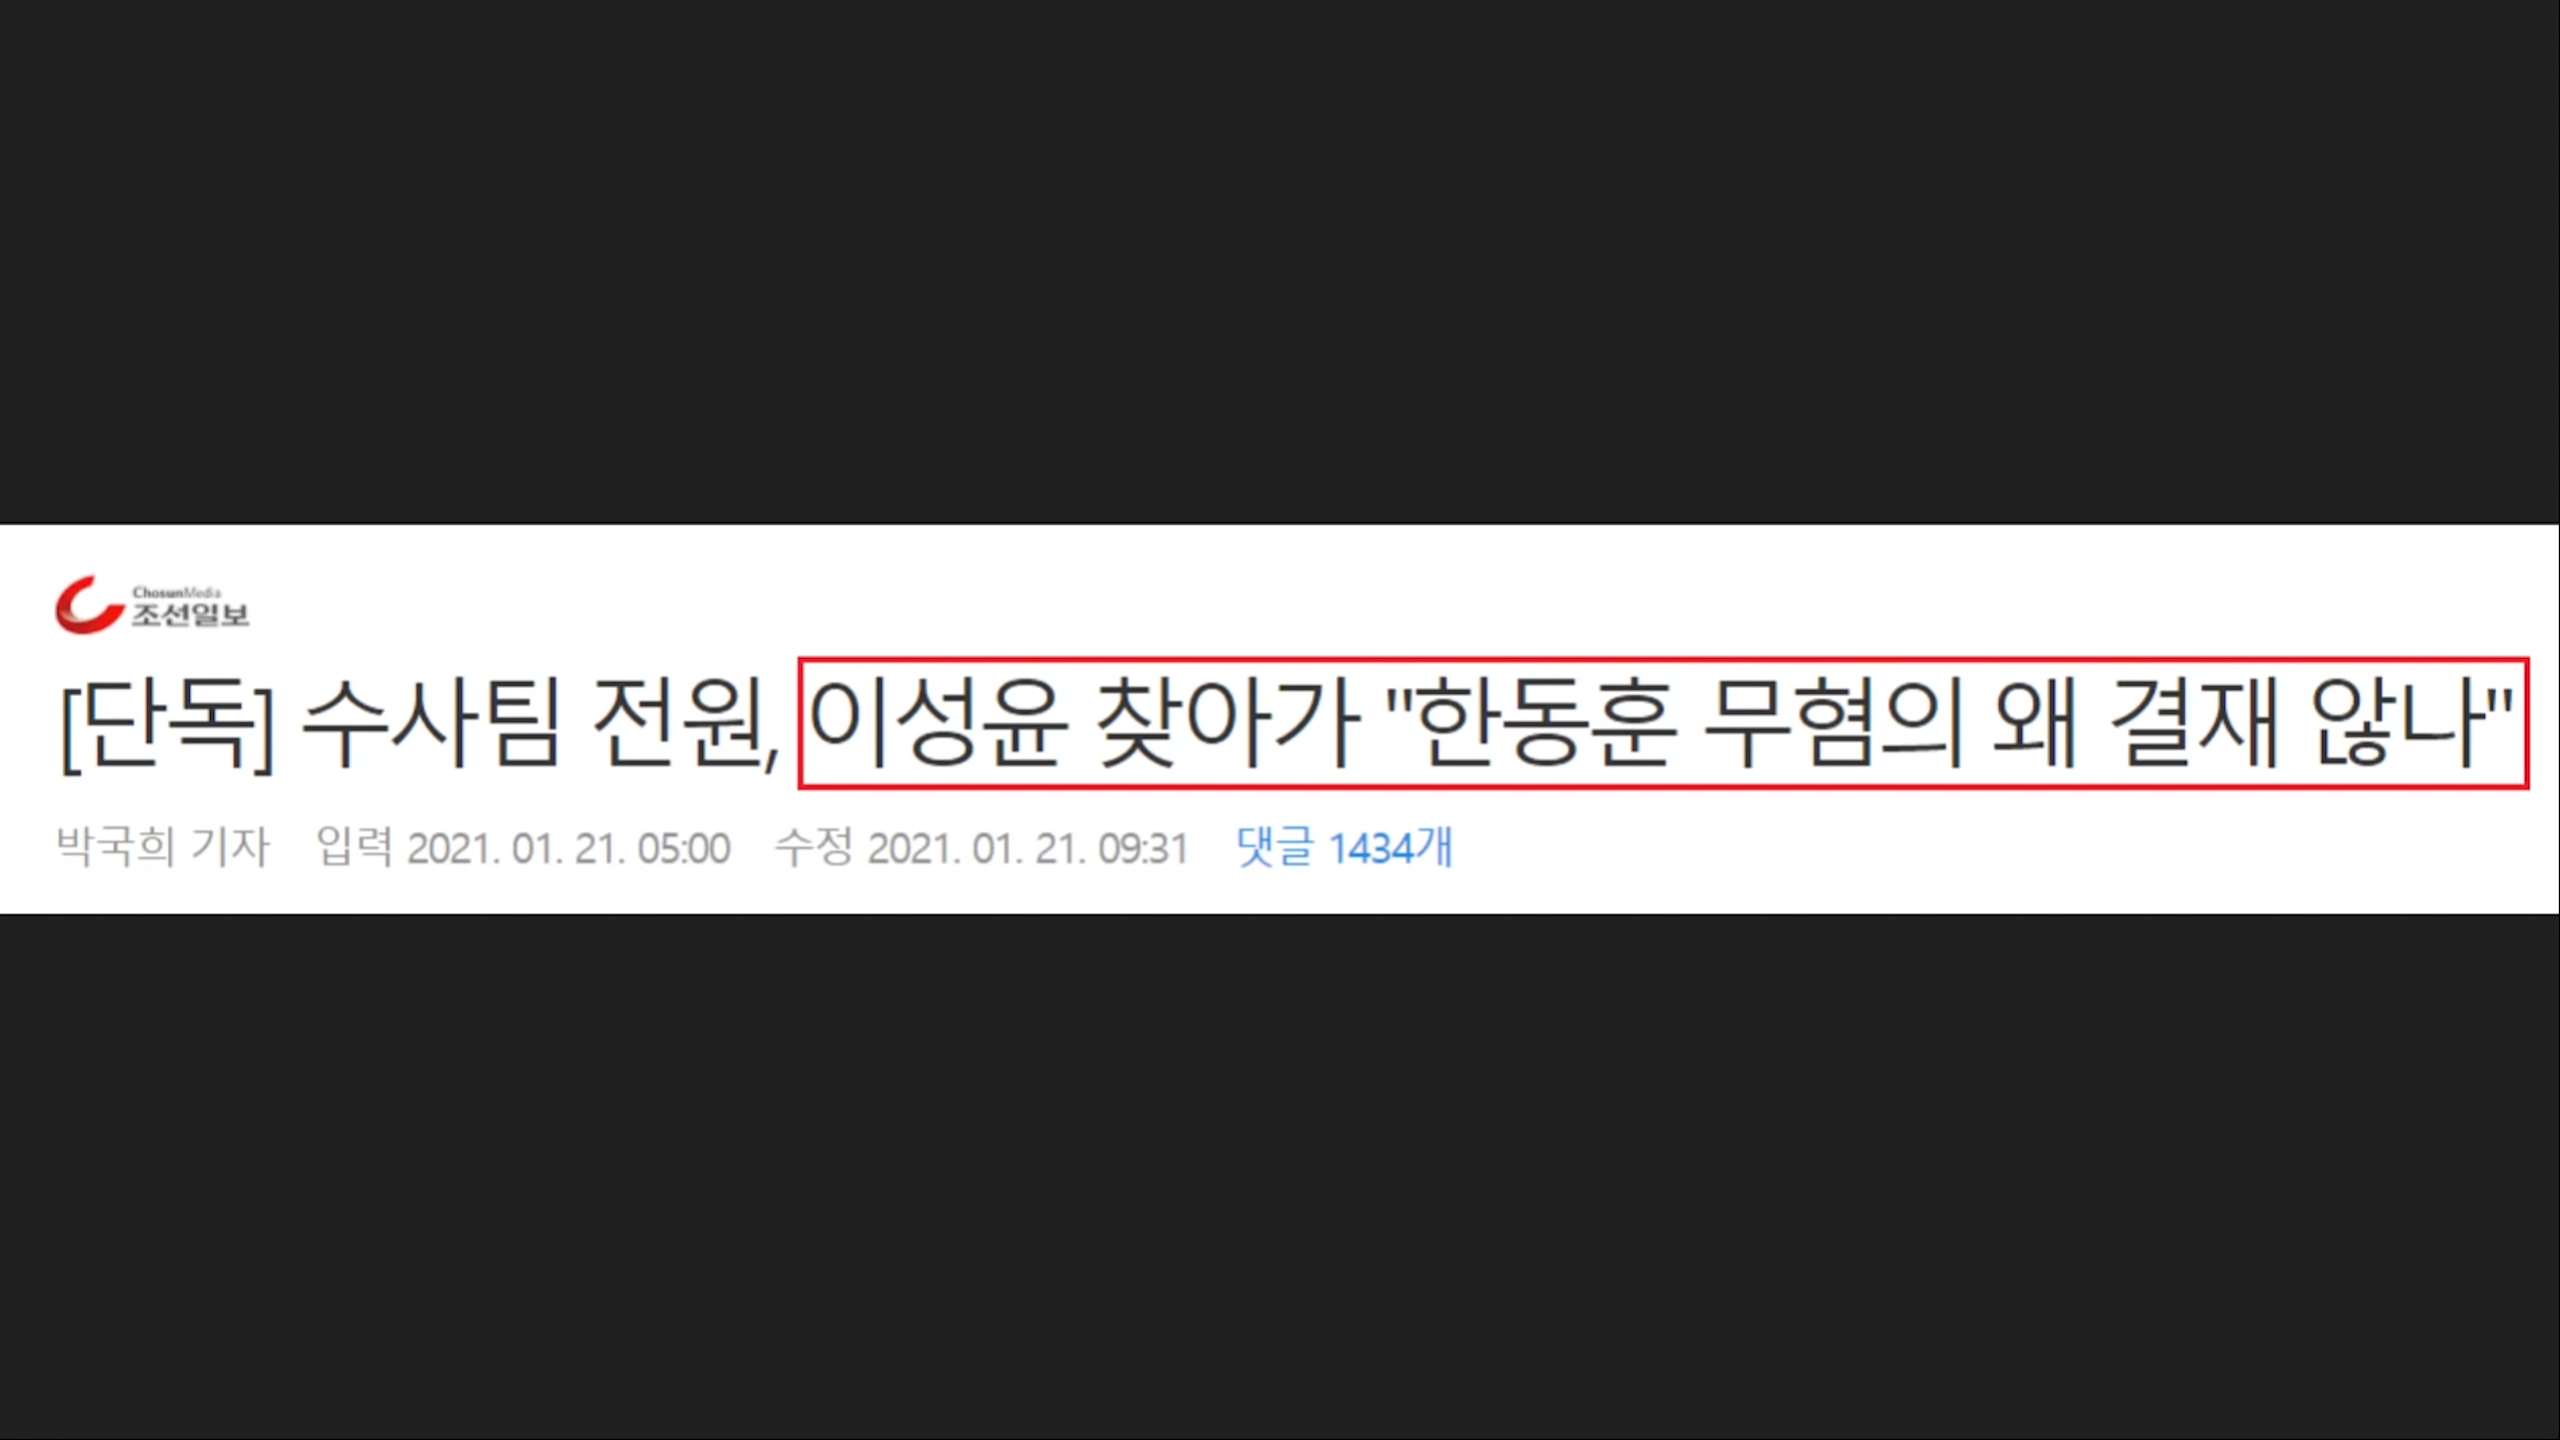 ChosunMedia
조선일보
[단독] 수사팀 전원, 이성윤 찾아가 "한동훈 무혐의 왜 결재 않나"
박국희 기자 입력 2021. 01. 21. 05:00 수정 2021. 01. 21. 09:31 댓글 1434개